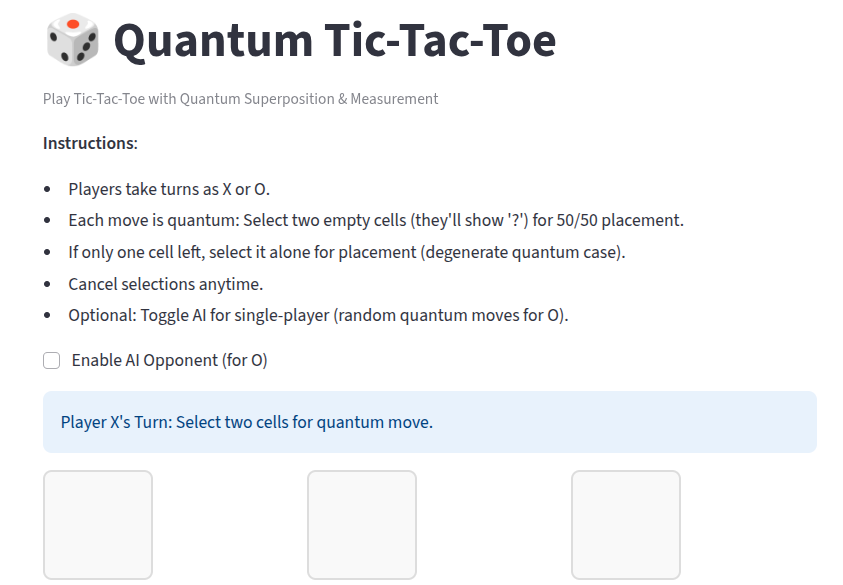 Quantum Tic-Tac-Toe
Play Tic-Tac-Toe with Quantum Superposition & Measurement
Instructions:
Players take turns as X or O.
Each move is quantum: Select two empty cells (they'll show '?') for 50/50 placement.
If only one cell left, select it alone for placement (degenerate quantum case).
Cancel selections anytime.
Optional: Toggle AI for single-player (random quantum moves for O).
Enable AI Opponent (for O)
Player X's Turn: Select two cells for quantum move.